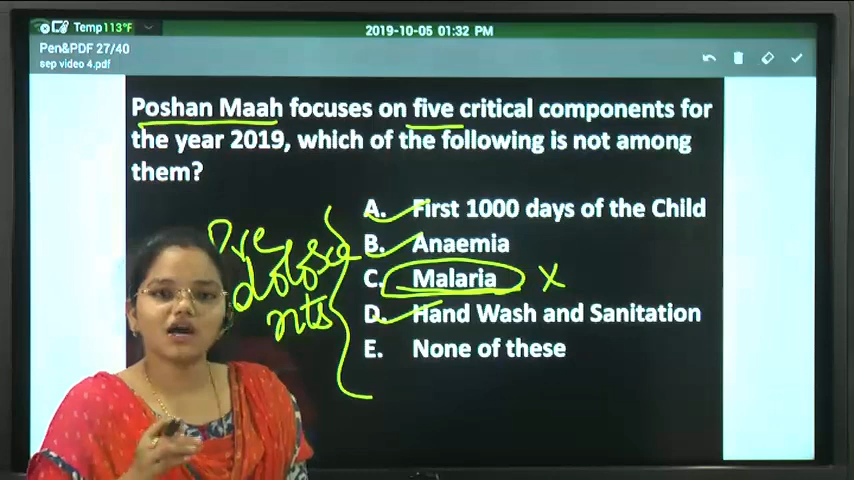 Temp 113°F
2019-10-05 01:32 PM
Pen&PDF 27/40
sep video 4.pdf
Poshan Maah focuses on five critical components for
the year 2019, which of the following is not among
them?
A. First 1000 days of the Child
B. Anaemia
C. Malaria X
D. Hand Wash and Sanitation
E. None of these
Pre